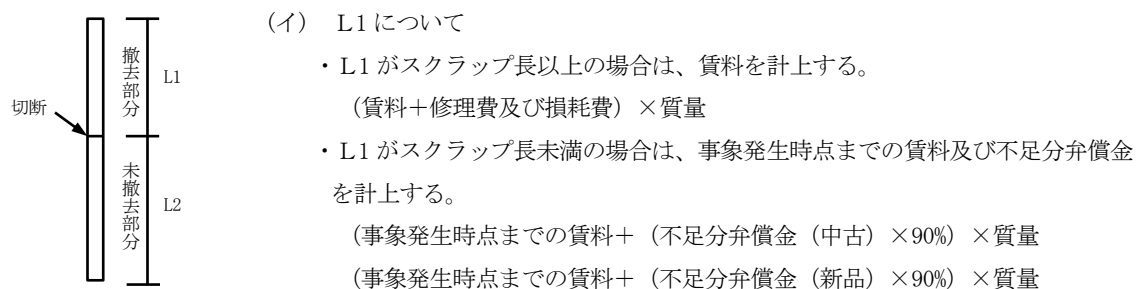 (イ) L1について
・L1がスクラップ長以上の場合は、賃料を計上する。
(賃料+修理費及び損耗費)×質量
・L1がスクラップ長未満の場合は、事象発生時点までの賃料及び不足分弁償金
を計上する。
(事象発生時点までの賃料+(不足分弁償金(中古)×90%)×質量
(事象発生時点までの賃料+(不足分弁償金(新品)×90%)×質量
撤去部分
L1
切断
未撤去部分
L2